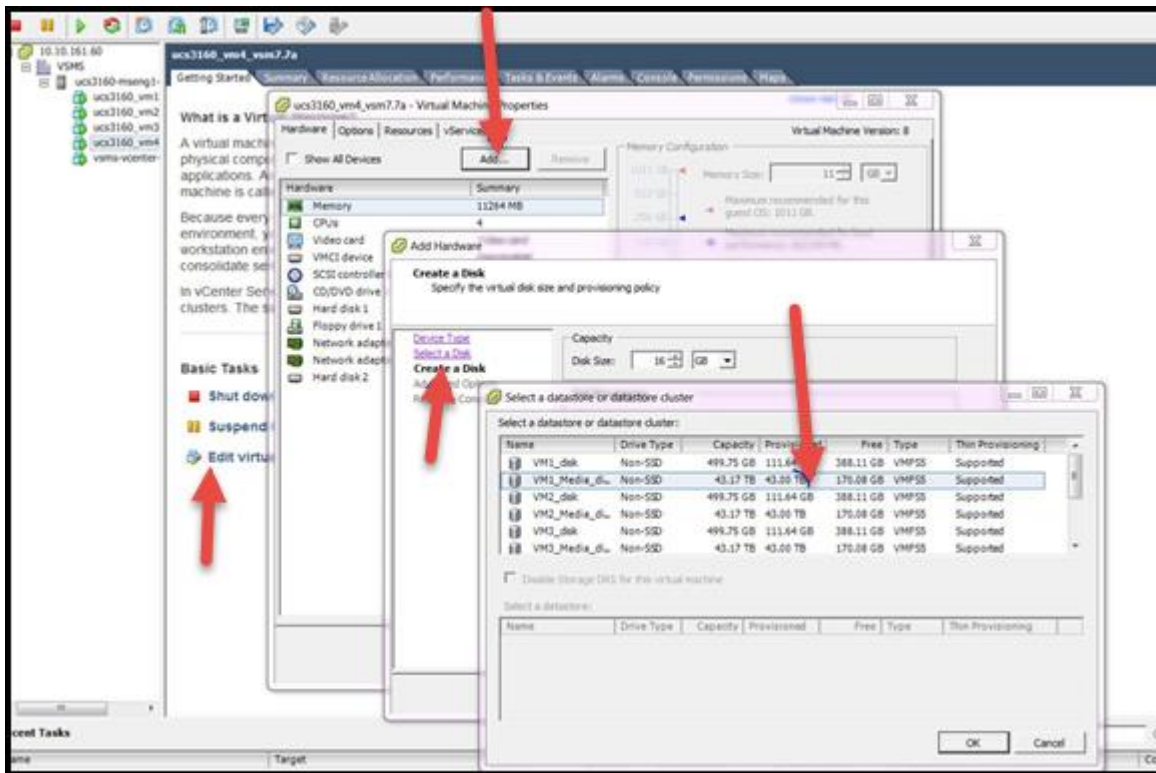 10.10.161.60
VSMS
ucs3160-mseng1-
ucs3160_vm1
ucs3160_vm2
ucs3160_vm3
ucs3160_vm4
vsms-vcenter-
ucs3160_vm4_vsm7.7a
Getting Started Summary Resource Allocation Performance Tasks & Events Alarms Console Permissions Maps
What is a Virt
A virtual machi
physical compu
applications. A
machine is call
Because every
environment, y
workstation en
consolidate se
In vCenter Ser
clusters. The s
Basic Tasks
Shut dow
Suspend
Edit virtu
ucs3160_vm4_vsm7.7a - Virtual Machine Properties
Hardware Options Resources vService
Virtual Machine Version: 8
Show All Devices
Add...
Remove
Hardware Summary
Memory 11264 MB
CPUs 4
Video card Video card
VMCI device
SCSI controller
CD/DVD drive
Hard disk 1
Floppy drive 1
Network adapt
Network adapt
Hard disk 2
Memory Configuration
Memory Size: 11 GB
Maximum recommended for this
guest OS: 1011 GB.
Add Hardware
Create a Disk
Specify the virtual disk size and provisioning policy
Device Type
Select a Disk
Create a Disk
Capacity
Disk Size: 16 GB
Select a datastore or datastore cluster
Select a datastore or datastore cluster:
Name Drive Type Capacity Provisioned Free Type Thin Provisioning
VM1_disk Non-SSD 499.75 GB 111.64 388.11 GB VMFS5 Supported
VM1_Media_di... Non-SSD 43.17 TB 43.00 TB 170.08 GB VMFS5 Supported
VM2_disk Non-SSD 499.75 GB 111.64 GB 388.11 GB VMFS5 Supported
VM2_Media_di... Non-SSD 43.17 TB 43.00 TB 170.08 GB VMFS5 Supported
VM3_disk Non-SSD 499.75 GB 111.64 GB 388.11 GB VMFS5 Supported
VM3_Media_di... Non-SSD 43.17 TB 43.00 TB 170.08 GB VMFS5 Supported
Disable Storage DRS for this virtual machine
Select a datastore:
Name Drive Type Capacity Provisioned Free Type Thin Provisioning
OK Cancel
cent Tasks
ame Target Co